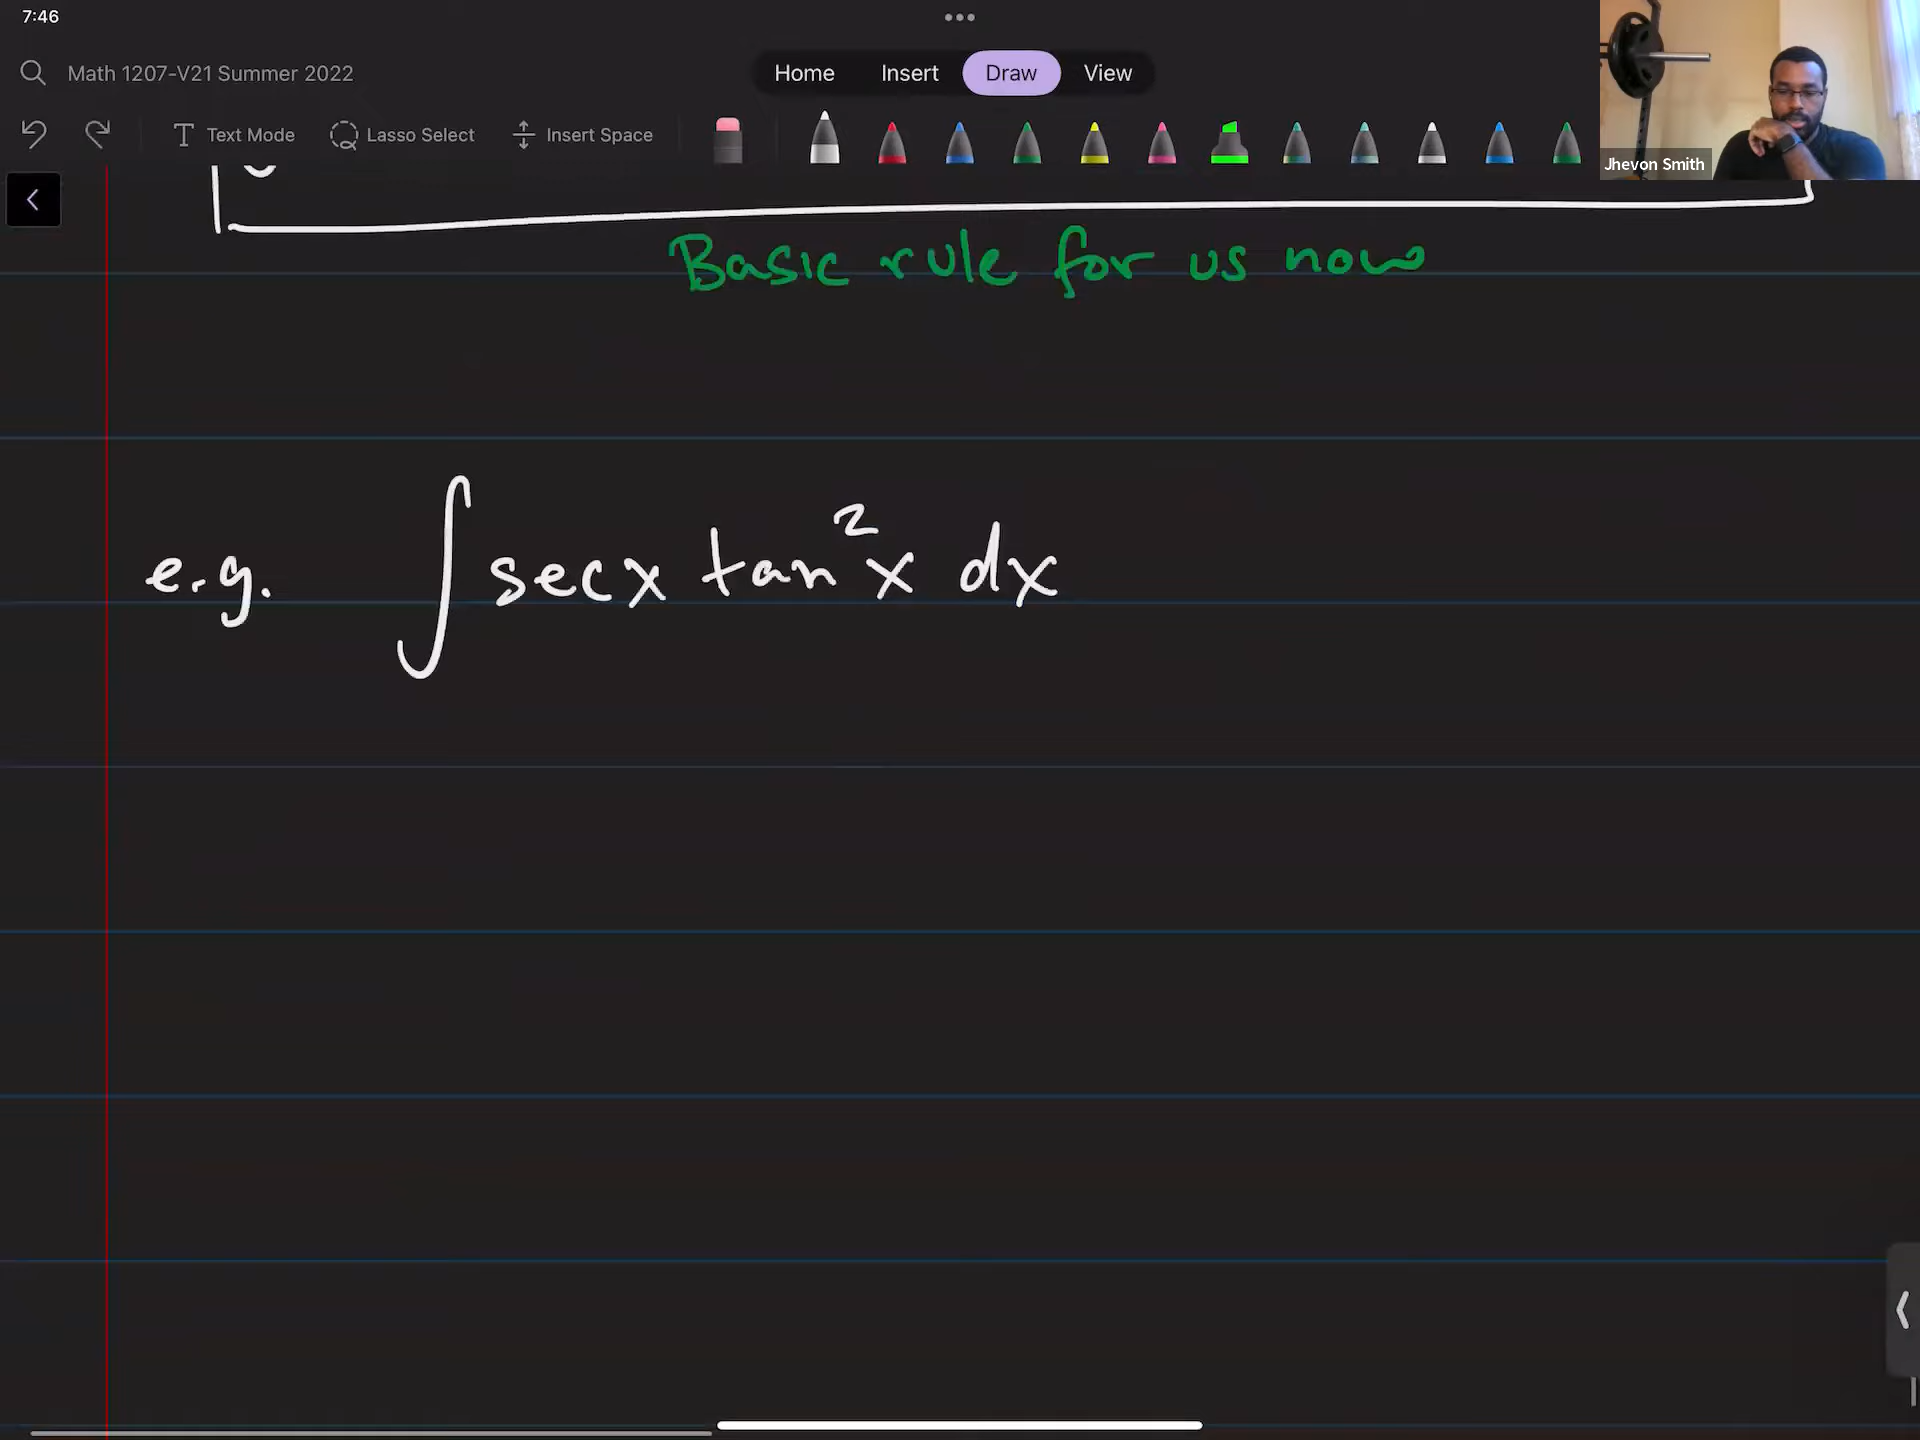 7:46
Math 1207-V21 Summer 2022
Home Insert Draw View
Text Mode Lasso Select Insert Space
Jhevon Smith
Basic rule for us now
e.g. ∫ secx tan²x dx